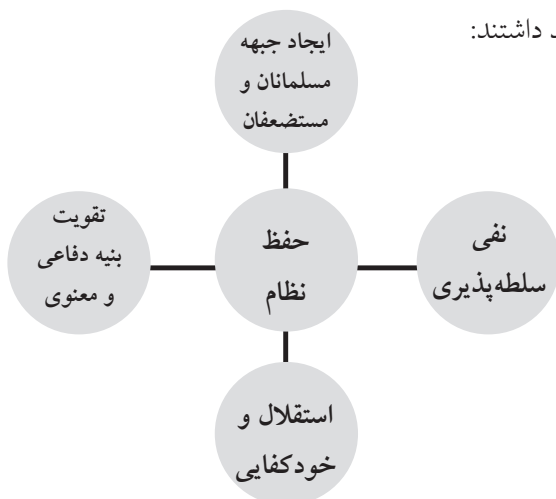 د داشتند:
ایجاد جبهه
مسلمانان و
مستضعفان
نفی
سلطه‌پذیری
حفظ
نظام
تقویت
بنیه دفاعی
و معنوی
استقلال و
خودکفایی